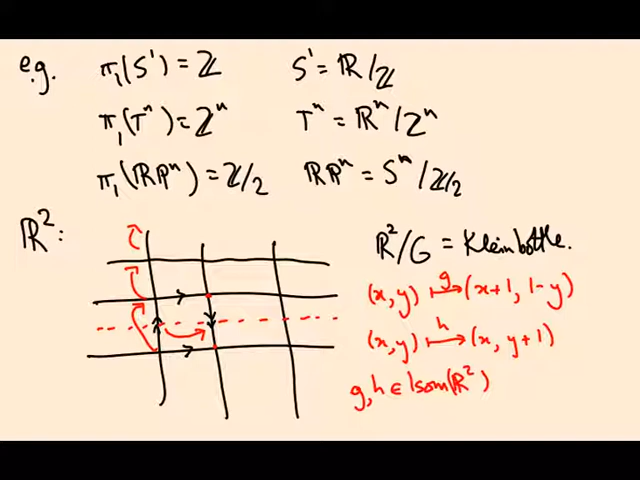 e.g. π₁(S¹) = ℤ S¹ = ℝ/ℤ
π₁(Tⁿ) = ℤⁿ Tⁿ = ℝⁿ/ℤⁿ
π₁(ℝPⁿ) = ℤ/2 ℝPⁿ = Sⁿ/ℤ/2
ℝ²:
ℝ²/G = Klein bottle.
(x,y) ↦g (x+1, 1-y)
(x,y) ↦h (x, y+1)
g,h ∈ Isom(ℝ²)